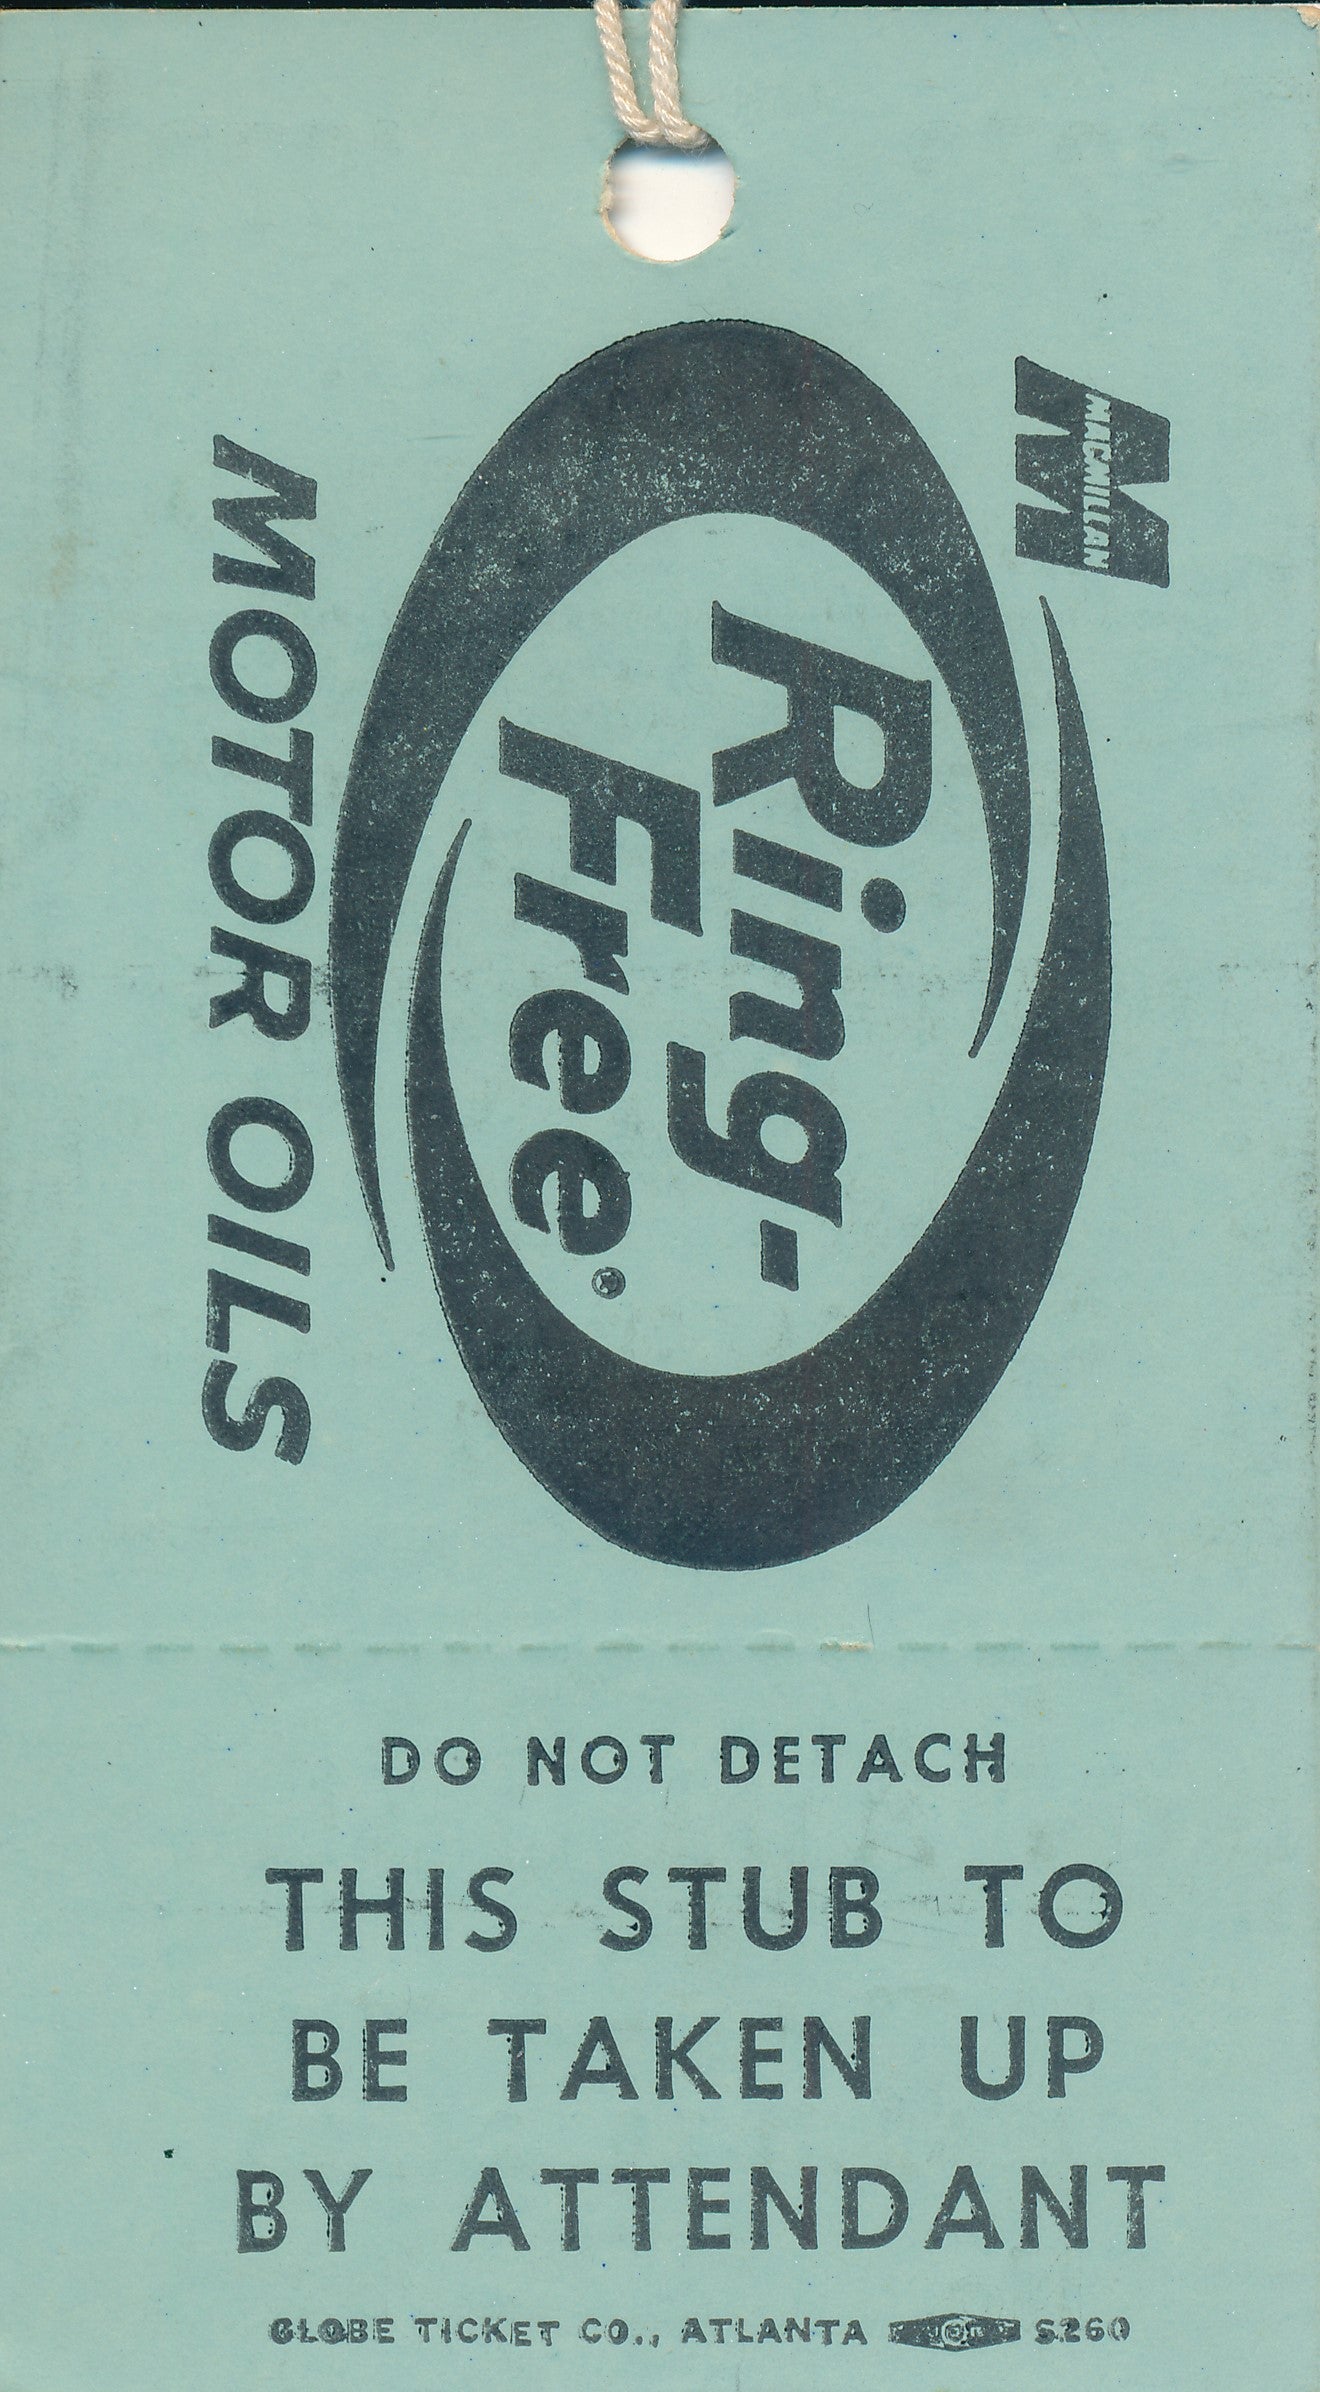 MACMILLAN
Ring-
Free®
MOTOR OILS
DO NOT DETACH
THIS STUB TO
BE TAKEN UP
BY ATTENDANT
GLOBE TICKET CO., ATLANTA S260